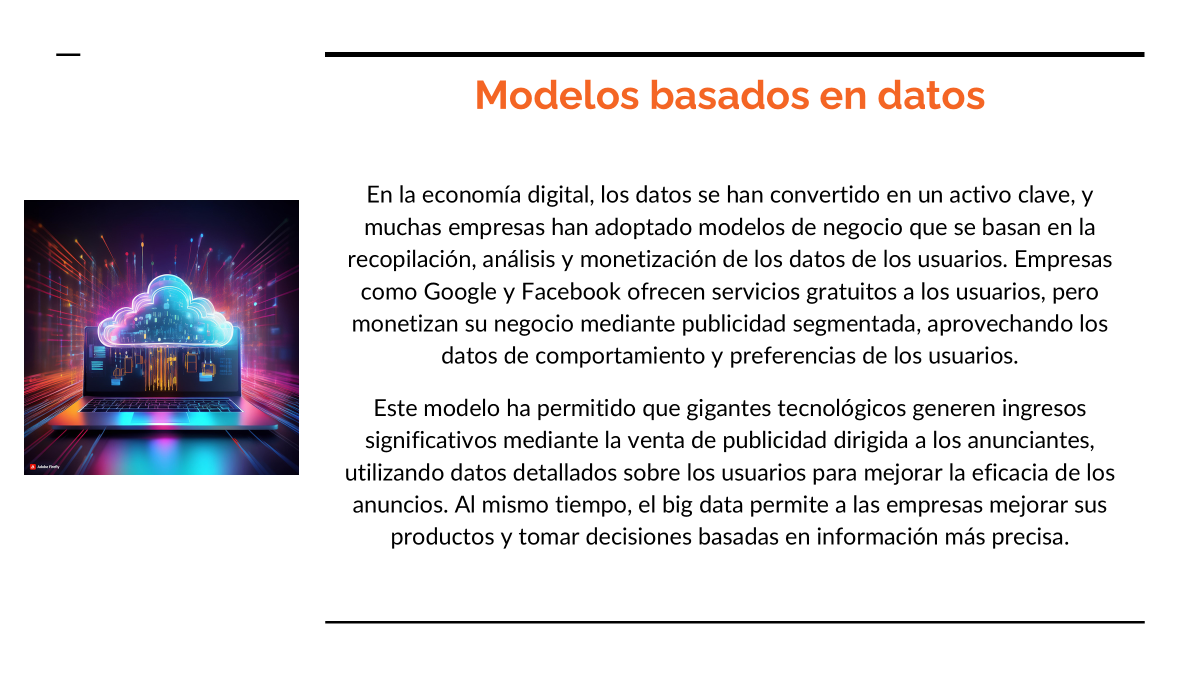 Modelos basados en datos
En la economía digital, los datos se han convertido en un activo clave, y
muchas empresas han adoptado modelos de negocio que se basan en la
recopilación, análisis y monetización de los datos de los usuarios. Empresas
como Google y Facebook ofrecen servicios gratuitos a los usuarios, pero
monetizan su negocio mediante publicidad segmentada, aprovechando los
datos de comportamiento y preferencias de los usuarios.
Este modelo ha permitido que gigantes tecnológicos generen ingresos
significativos mediante la venta de publicidad dirigida a los anunciantes,
utilizando datos detallados sobre los usuarios para mejorar la eficacia de los
anuncios. Al mismo tiempo, el big data permite a las empresas mejorar sus
productos y tomar decisiones basadas en información más precisa.
Adobe Firefly